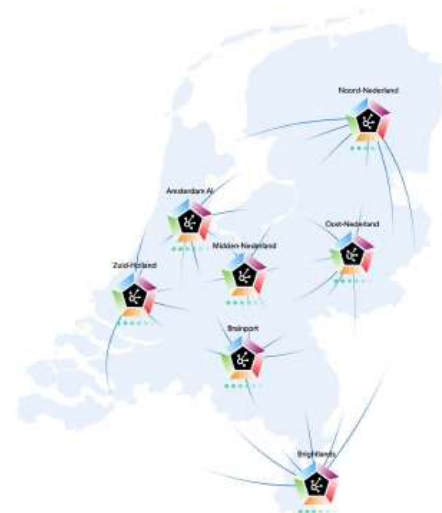 Noord-Nederland
Amsterdam AI
Oost-Nederland
Midden-Nederland
Zuid-Holland
Brainport
Brightlands